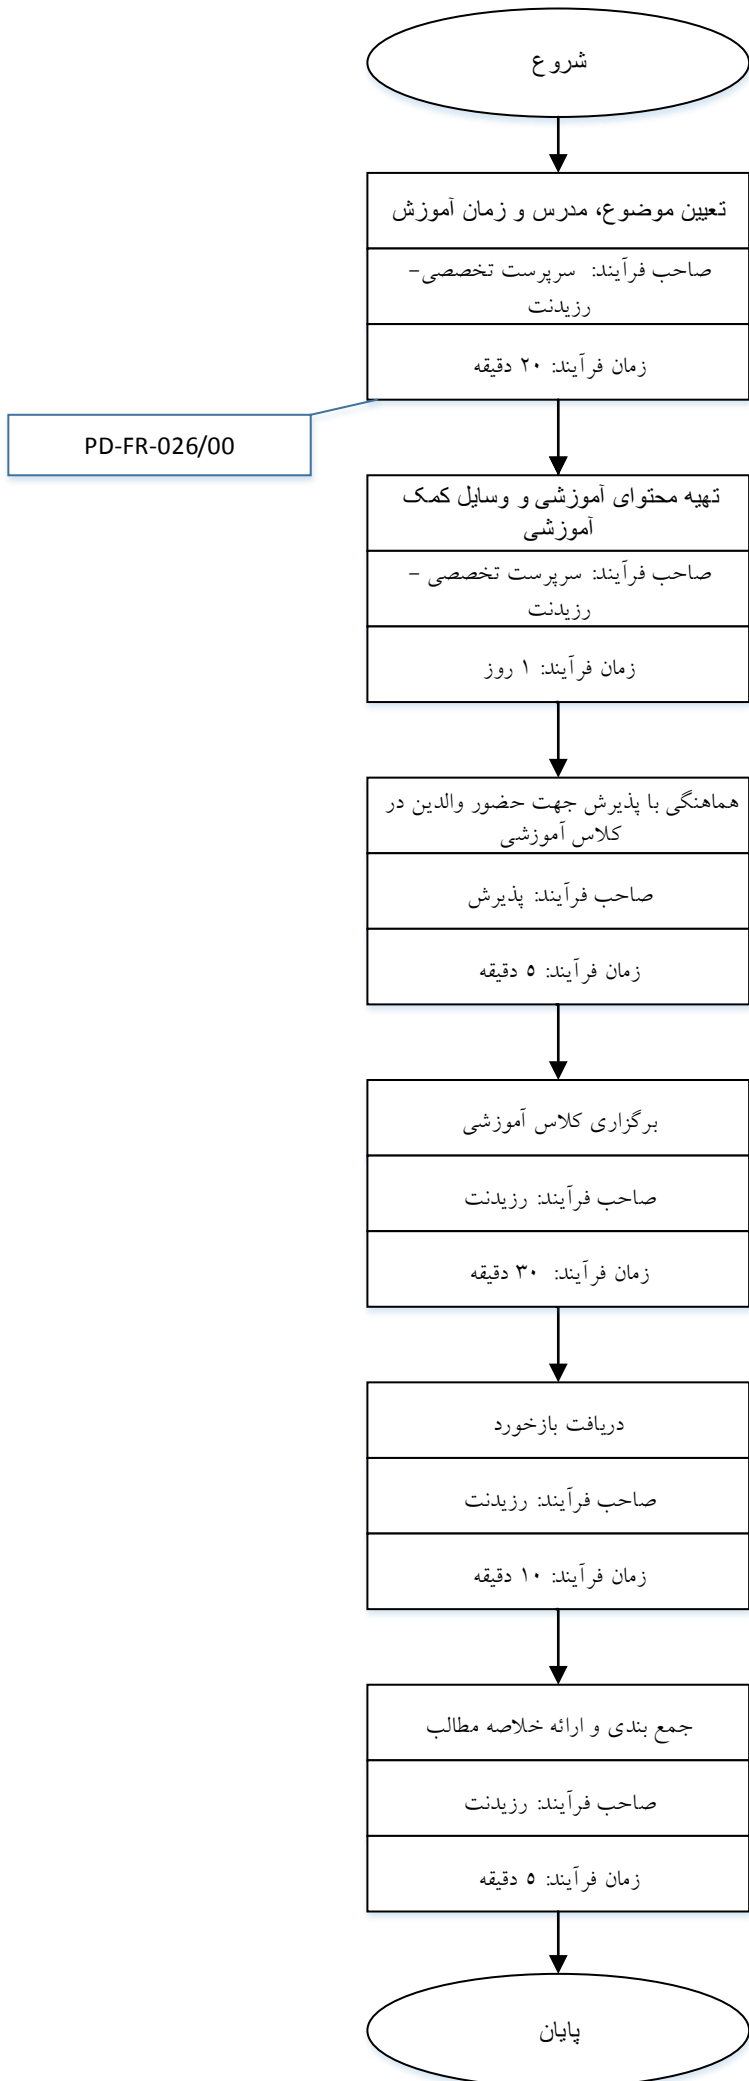 شروع
تعیین موضوع، مدرس و زمان آموزش
صاحب فرآیند: سرپرست تخصصی-
رزیدنت
زمان فرآیند: ۲۰ دقیقه
PD-FR-026/00
تهیه محتوای آموزشی و وسایل کمک
آموزشی
صاحب فرآیند: سرپرست تخصصی -
رزیدنت
زمان فرآیند: ۱ روز
هماهنگی با پذیرش جهت حضور والدین در
کلاس آموزشی
صاحب فرآیند: پذیرش
زمان فرآیند: ۵ دقیقه
برگزاری کلاس آموزشی
صاحب فرآیند: رزیدنت
زمان فرآیند: ۳۰ دقیقه
دریافت بازخورد
صاحب فرآیند: رزیدنت
زمان فرآیند: ۱۰ دقیقه
جمع بندی و ارائه خلاصه مطالب
صاحب فرآیند: رزیدنت
زمان فرآیند: ۵ دقیقه
پایان